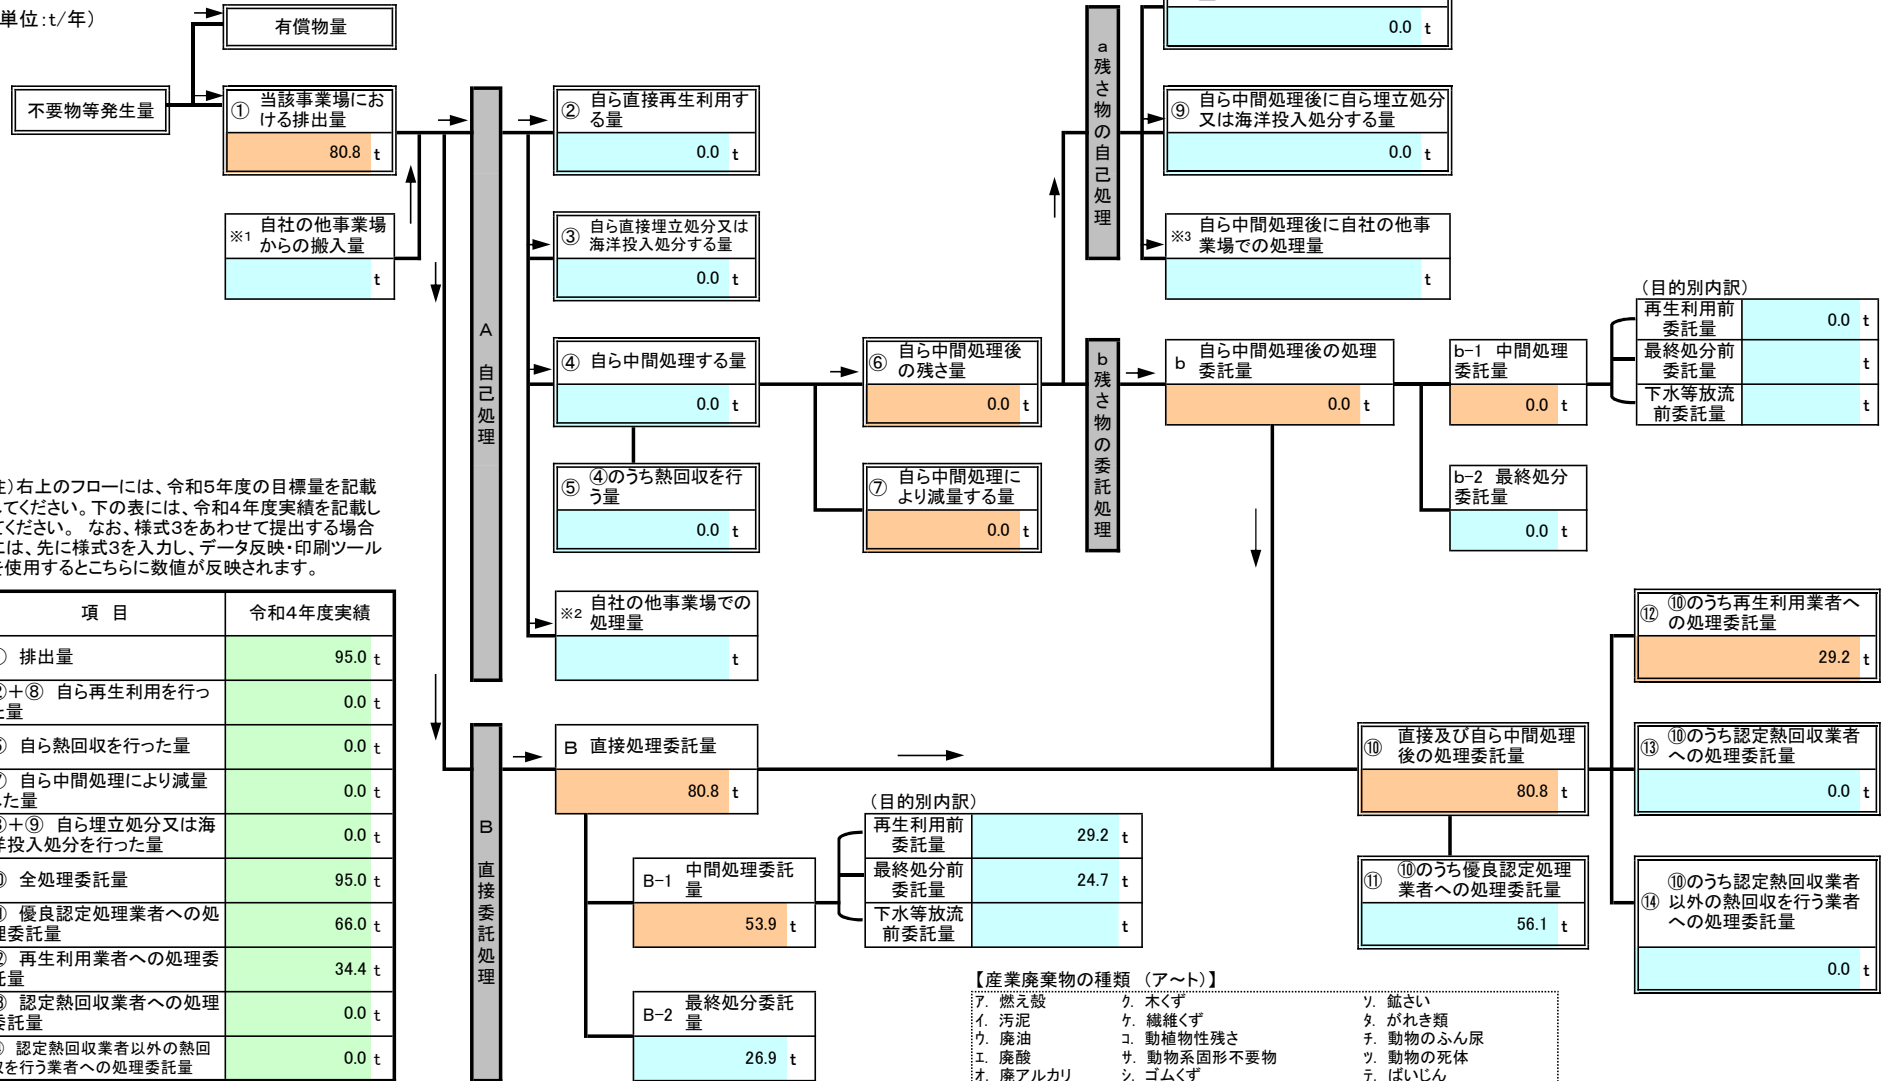 単位:t/年）
有償物量
不要物等発生量
① 当該事業場にお
ける排出量
80.8 t
※1 自社の他事業場
からの搬入量
t
A 自己処理
② 自ら直接再生利用す
る量
0.0 t
③ 自ら直接埋立処分又は
海洋投入処分する量
0.0 t
④ 自ら中間処理する量
0.0 t
⑤ ④のうち熱回収を行
う量
0.0 t
※2 自社の他事業場での
処理量
t
⑥ 自ら中間処理後
の残さ量
0.0 t
⑦ 自ら中間処理に
より減量する量
0.0 t
a 残さ物の自己処理
0.0 t
⑨ 自ら中間処理後に自ら埋立処分
又は海洋投入処分する量
0.0 t
※3 自ら中間処理後に自社の他事
業場での処理量
t
b 残さ物の委託処理
b 自ら中間処理後の処理
委託量
0.0 t
b-1 中間処理
委託量
0.0 t
b-2 最終処分
委託量
0.0 t
（目的別内訳）
再生利用前
委託量
0.0 t
最終処分前
委託量
t
下水等放流
前委託量
t
注）右上のフローには、令和5年度の目標量を記載
してください。下の表には、令和4年度実績を記載し
てください。 なお、様式3をあわせて提出する場合
には、先に様式3を入力し、データ反映・印刷ツール
を使用するとこちらに数値が反映されます。
項 目 令和4年度実績
排出量 95.0 t
②＋⑧ 自ら再生利用を行っ
た量 0.0 t
自ら熱回収を行った量 0.0 t
自ら中間処理により減量
した量 0.0 t
③＋⑨ 自ら埋立処分又は海
洋投入処分を行った量 0.0 t
全処理委託量 95.0 t
優良認定処理業者への処
理委託量 66.0 t
再生利用業者への処理委
託量 34.4 t
認定熱回収業者への処理
委託量 0.0 t
認定熱回収業者以外の熱回
収を行う業者への処理委託量 0.0 t
B 直接委託処理
B 直接処理委託量
80.8 t
B-1 中間処理委託
量
53.9 t
B-2 最終処分委託
量
26.9 t
（目的別内訳）
再生利用前
委託量
29.2 t
最終処分前
委託量
24.7 t
下水等放流
前委託量
t
⑩ 直接及び自ら中間処理
後の処理委託量
80.8 t
⑪ ⑩のうち優良認定処理
業者への処理委託量
56.1 t
⑫ ⑩のうち再生利用業者へ
の処理委託量
29.2 t
⑬ ⑩のうち認定熱回収業者
への処理委託量
0.0 t
⑭ ⑩のうち認定熱回収業者
以外の熱回収を行う業者
への処理委託量
0.0 t
【産業廃棄物の種類 （ア～ト）】
ア. 燃え殻 ク. 木くず ソ. 鉱さい
イ. 汚泥 ケ. 繊維くず タ. がれき類
ウ. 廃油 コ. 動植物性残さ チ. 動物のふん尿
エ. 廃酸 サ. 動物系固形不要物 ツ. 動物の死体
オ. 廃アルカリ シ. ゴムくず テ. ばいじん